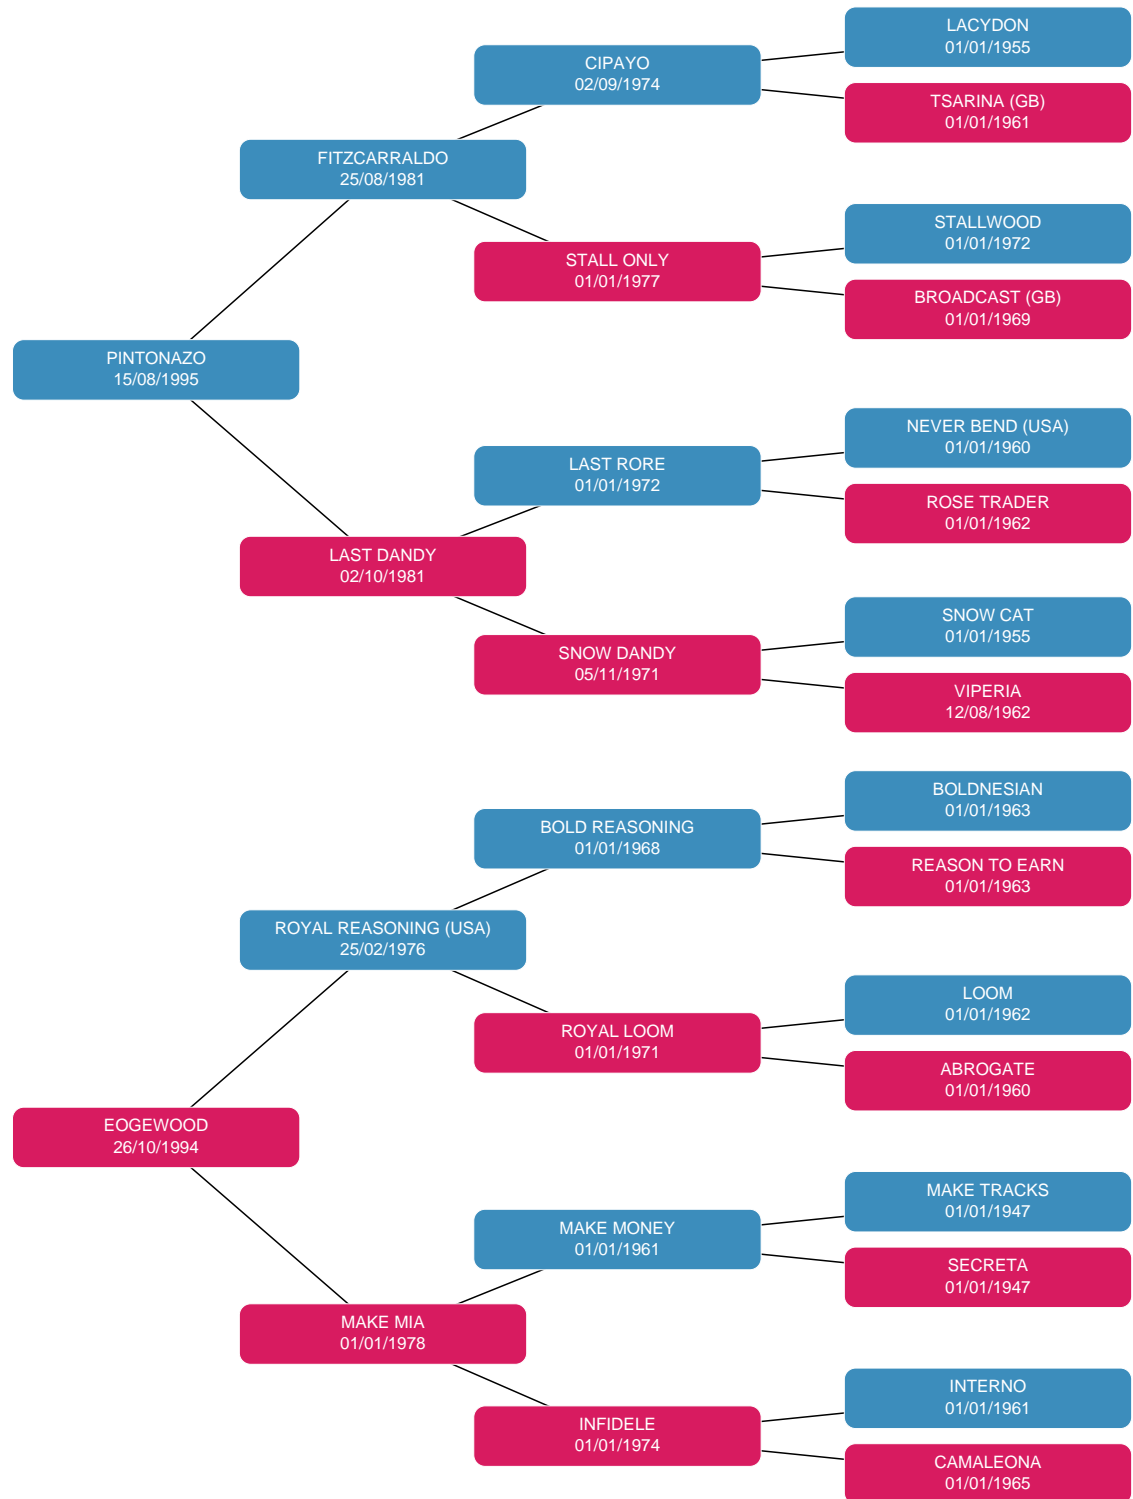 LACYDON
01/01/1955
CIPAYO
02/09/1974
TSARINA (GB)
01/01/1961
FITZCARRALDO
25/08/1981
STALLWOOD
01/01/1972
STALL ONLY
01/01/1977
BROADCAST (GB)
01/01/1969
PINTONAZO
15/08/1995
NEVER BEND (USA)
01/01/1960
LAST RORE
01/01/1972
ROSE TRADER
01/01/1962
LAST DANDY
02/10/1981
SNOW CAT
01/01/1955
SNOW DANDY
05/11/1971
VIPERIA
12/08/1962
BOLDNESIAN
01/01/1963
BOLD REASONING
01/01/1968
REASON TO EARN
01/01/1963
ROYAL REASONING (USA)
25/02/1976
LOOM
01/01/1962
ROYAL LOOM
01/01/1971
ABROGATE
01/01/1960
EOGEWOOD
26/10/1994
MAKE TRACKS
01/01/1947
MAKE MONEY
01/01/1961
SECRETA
01/01/1947
MAKE MIA
01/01/1978
INTERNO
01/01/1961
INFIDELE
01/01/1974
CAMALEONA
01/01/1965